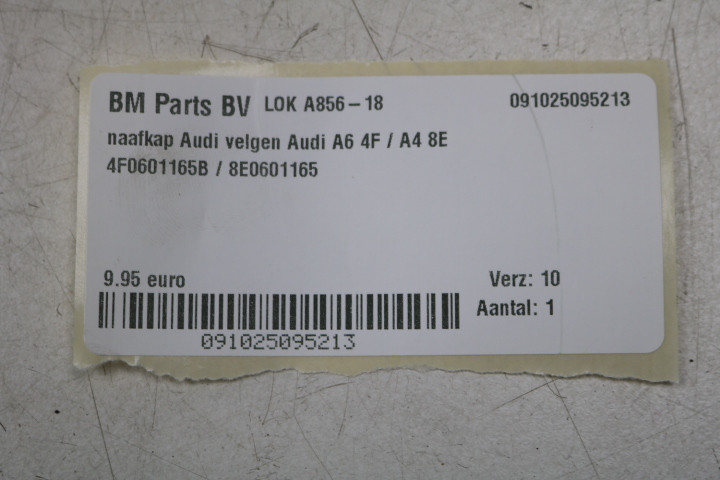 BM Parts BV LOK A856-18 091025095213
naafkap Audi velgen Audi A6 4F / A4 8E
4F0601165B / 8E0601165
9.95 euro Verz: 10
Aantal: 1
091025095213